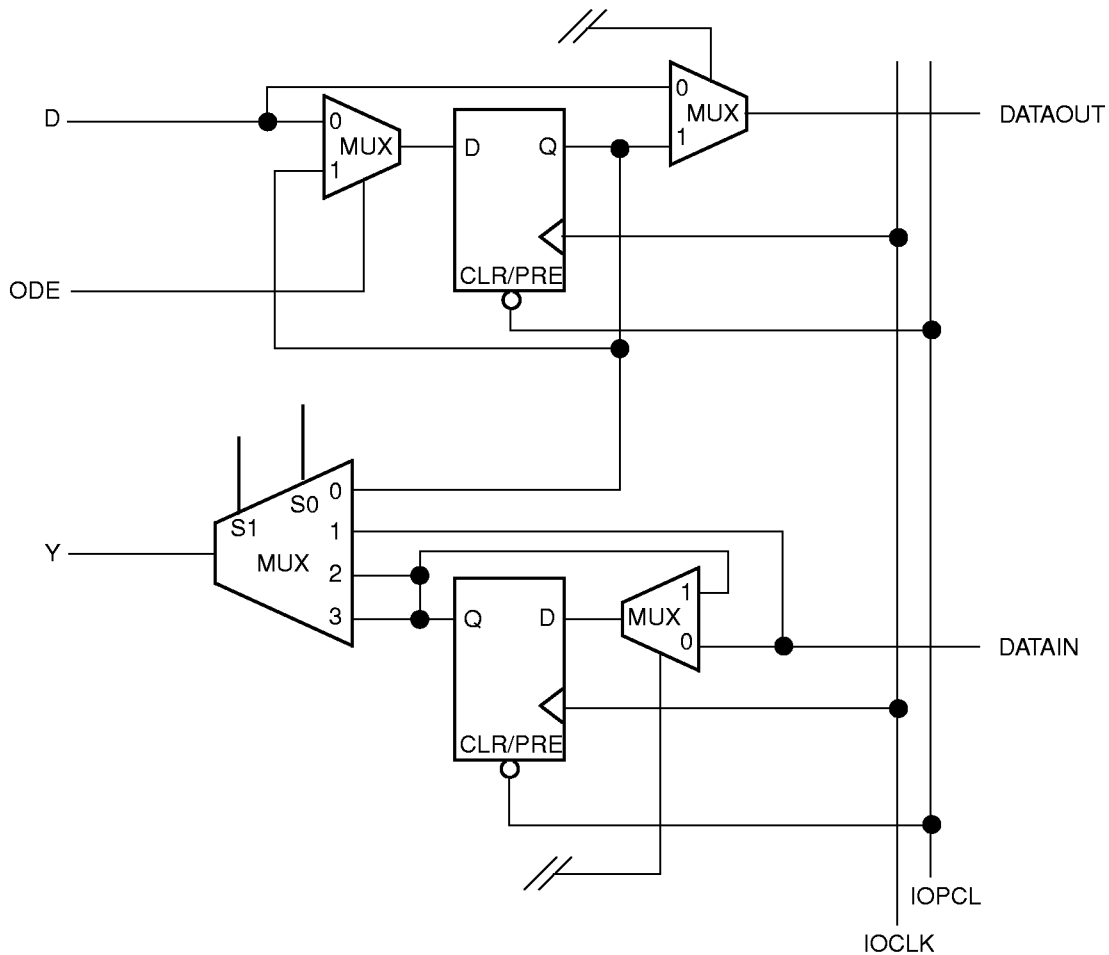 0
D
0
MUX
DATAOUT
MUX
D
Q
1
1
CLR/PRE
ODE
0
S0
S1
1
MUX
Y
2
1
3
Q
D
MUX
0
DATAIN
CLR/PRE
IOPCL
IOCLK